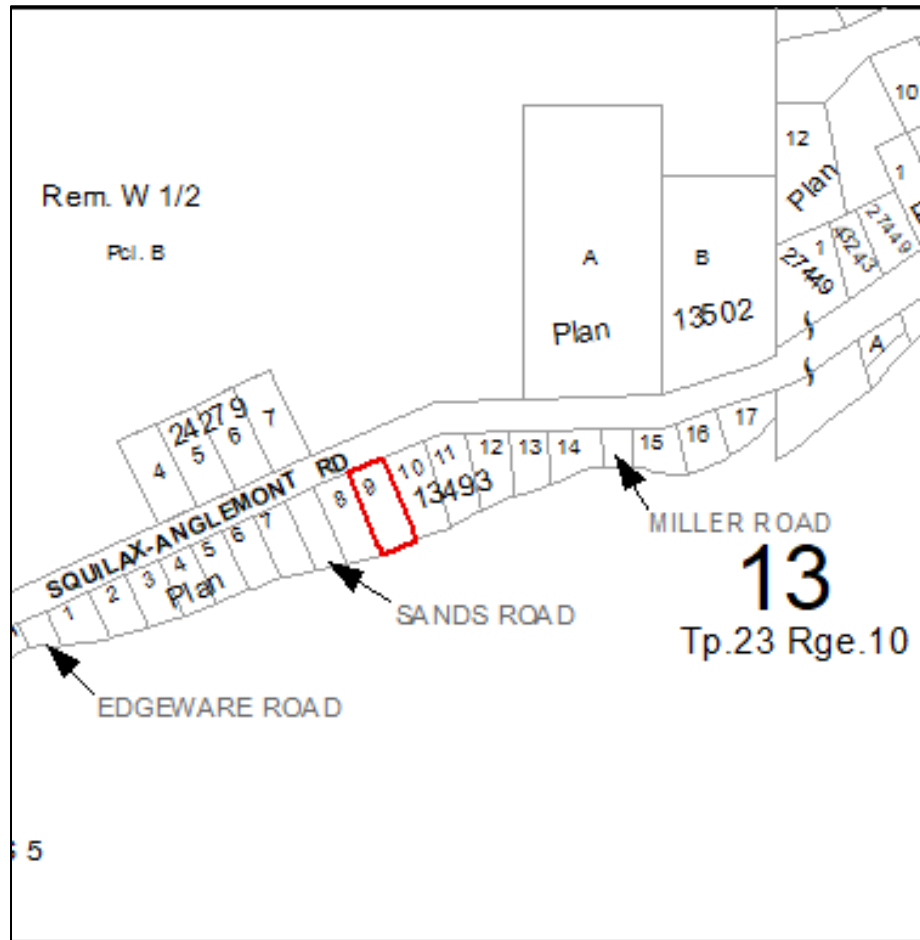 10
12
Plan
1
Rem. W 1/2
Pcl. B
A
B
1
27449
43243
27449
Plan
13502
A
24279
4
5
6
7
SQUILAX-ANGLEMONT RD
1
2
3
4
5
6
7
8
9
10
11
12
13
14
15
16
17
Plan
13493
MILLER ROAD
13
Tp.23 Rge.10
SANDS ROAD
EDGEWARE ROAD
5